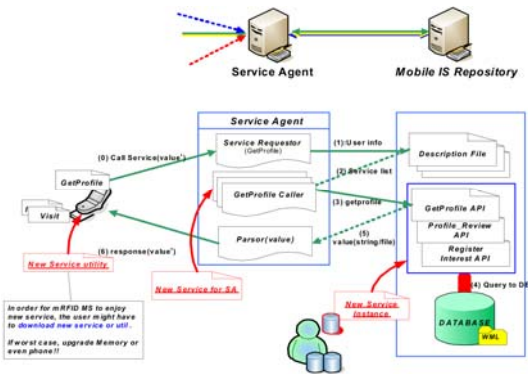 Service Agent
Mobile IS Repository
Service Agent
Service Requestor
(GetProfile)
(1):User info
Description File
(0) Call Service(value*)
(2) Service list
GetProfile
GetProfile Caller
(3) getprofile
GetProfile API
Visit
Profile_Review
API
Parsor(value)
(5)
value(string/file)
Register
Interest API
(6) response(value*)
New Service utility
New Service for SA
New Service
Instance
(4) Query to DB
In order for mRFID MS to enjoy
new service, the user might have
to download new service or util .
If worst case, upgrade Memory or
even phone!!
DATABASE
WML